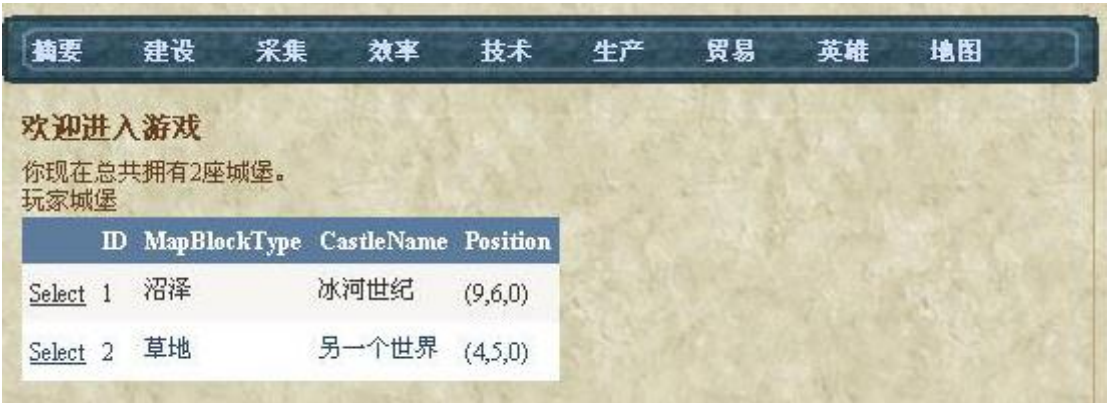 摘要 建设 采集 效率 技术 生产 贸易 英雄 地图
欢迎进入游戏
你现在总共拥有2座城堡。
玩家城堡
ID MapBlockType CastleName Position
Select 1 沼泽 冰河世纪 (9,6,0)
Select 2 草地 另一个世界 (4,5,0)